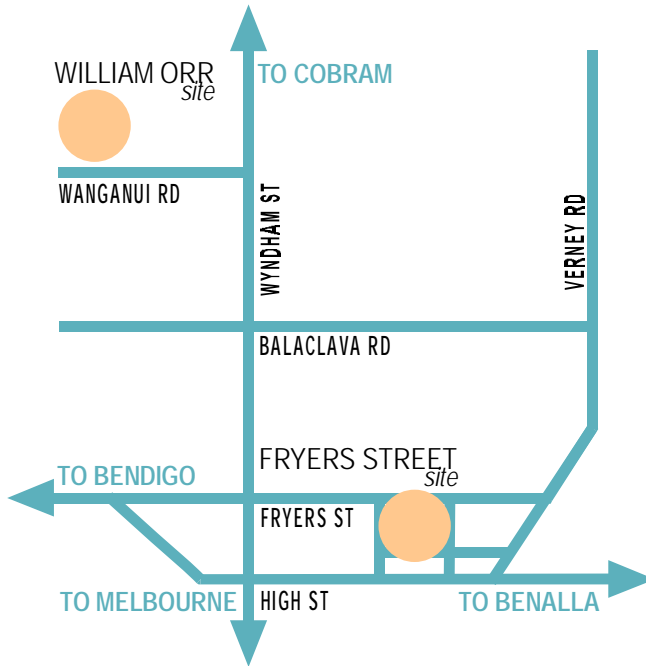 WILLIAM ORR
site
TO COBRAM
WANGANUI RD
WYNDHAM ST
VERNEY RD
BALACLAVA RD
FRYERS STREET
site
TO BENDIGO
FRYERS ST
TO MELBOURNE
HIGH ST
TO BENALLA